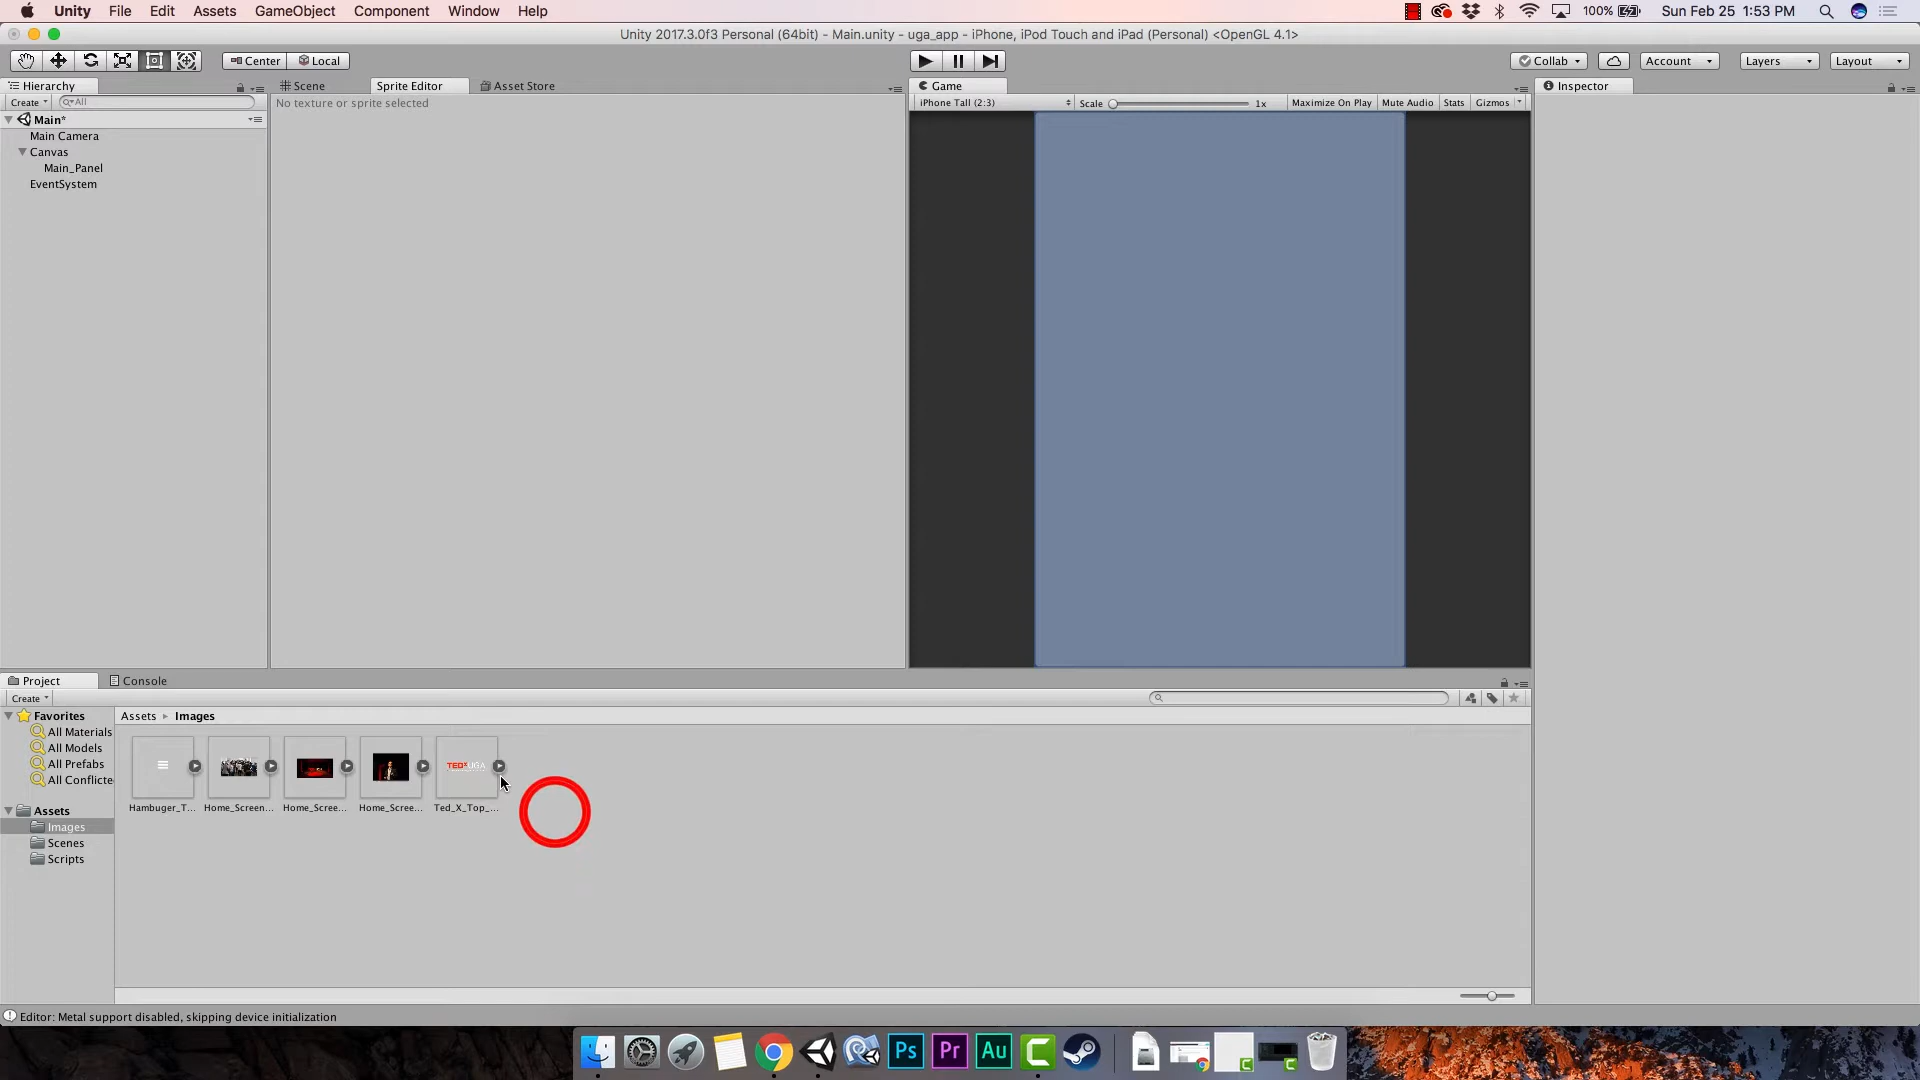 Unity File Edit Assets GameObject Component Window Help 100% Sun Feb 25 1:53 PM
Unity 2017.3.0f3 Personal (64bit) - Main.unity - uga_app - iPhone, iPod Touch and iPad (Personal) <OpenGL 4.1>
Center Local Collab Account Layers Layout
Hierarchy Scene Sprite Editor Asset Store Game Inspector
Create All No texture or sprite selected iPhone Tall (2:3) Scale 1x Maximize On Play Mute Audio Stats Gizmos
Main*
Main Camera
Canvas
Main_Panel
EventSystem
Project Console
Create
Favorites
All Materials
All Models
All Prefabs
All Conflicte
Assets
Images
Scenes
Scripts
Assets Images
TEDxUGA
Hambuger_T... Home_Screen... Home_Scree... Home_Scree... Ted_X_Top_...
Editor: Metal support disabled, skipping device initialization
Ps Pr Au